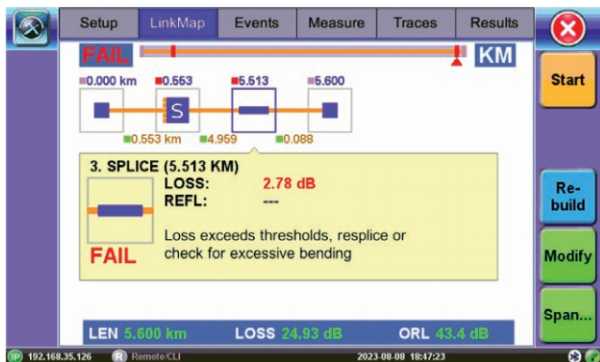 Setup LinkMap Events Measure Traces Results
FAIL KM
0.000 km 0.553 5.513 5.600
S
0.553 km 4.959 0.088
3. SPLICE (5.513 KM)
LOSS: 2.78 dB
REFL: ---
Loss exceeds thresholds, resplice or
check for excessive bending
FAIL
LEN 5.600 km LOSS 24.93 dB ORL 43.4 dB
Start
Re-
build
Modify
Span...
IP 192.168.35.126 R Remote/CLI 2023-08-08 18:47:23